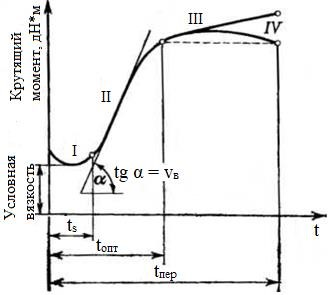 Крутящий
момент, дН*м
Условная
вязкость
I
II
III
IV
α
tg α = vв
ts
tопт
tпер
t